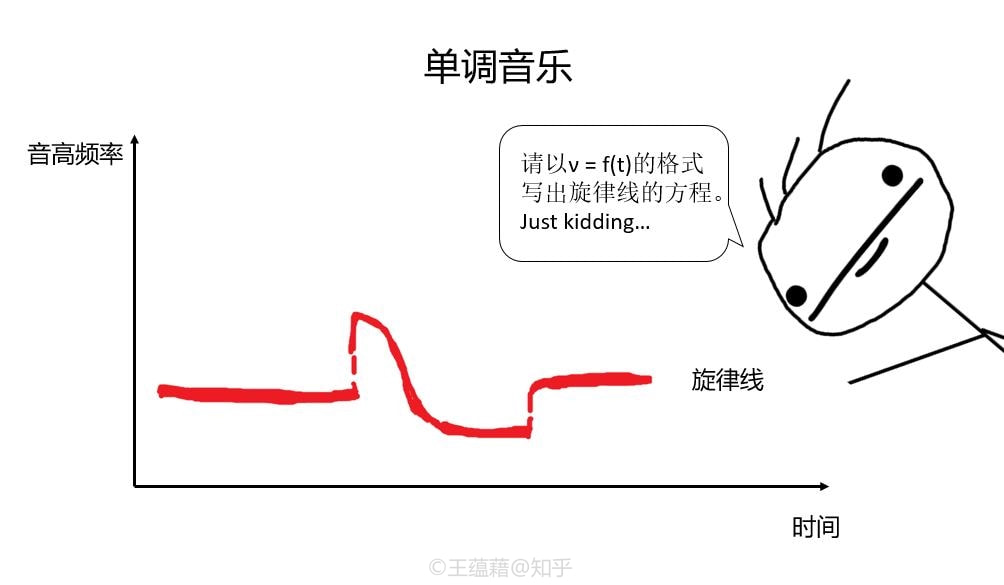 单调音乐
音高频率
请以ν = f(t)的格式
写出旋律线的方程。
Just kidding...
旋律线
时间
©王蕴藉@知乎